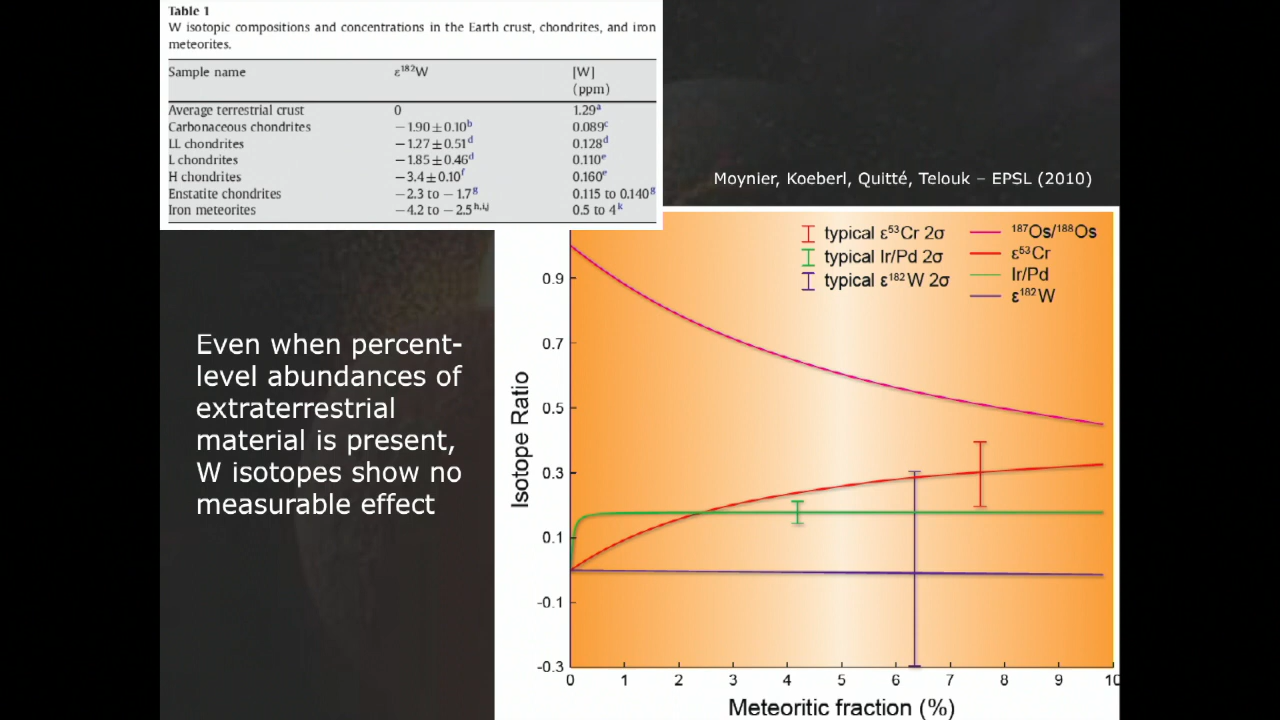 Table 1
W isotopic compositions and concentrations in the Earth crust, chondrites, and iron
meteorites.
Sample name ε¹⁸²W [W]
(ppm)
Average terrestrial crust 0 1.29ᵃ
Carbonaceous chondrites −1.90±0.10ᵇ 0.089ᶜ
LL chondrites −1.27±0.51ᵈ 0.128ᵈ
L chondrites −1.85±0.46ᵈ 0.110ᵉ
H chondrites −3.4±0.10ᶠ 0.160ᵉ
Enstatite chondrites −2.3 to −1.7ᵍ 0.115 to 0.140ᵍ
Iron meteorites −4.2 to −2.5ʰ,ⁱ,ʲ 0.5 to 4ᵏ
Moynier, Koeberl, Quitté, Telouk – EPSL (2010)
Even when percent-
level abundances of
extraterrestrial
material is present,
W isotopes show no
measurable effect
typical ε⁵³Cr 2σ
typical Ir/Pd 2σ
typical ε¹⁸²W 2σ
¹⁸⁷Os/¹⁸⁸Os
ε⁵³Cr
Ir/Pd
ε¹⁸²W
Isotope Ratio
0.9
0.7
0.5
0.3
0.1
-0.1
-0.3
0 1 2 3 4 5 6 7 8 9 10
Meteoritic fraction (%)